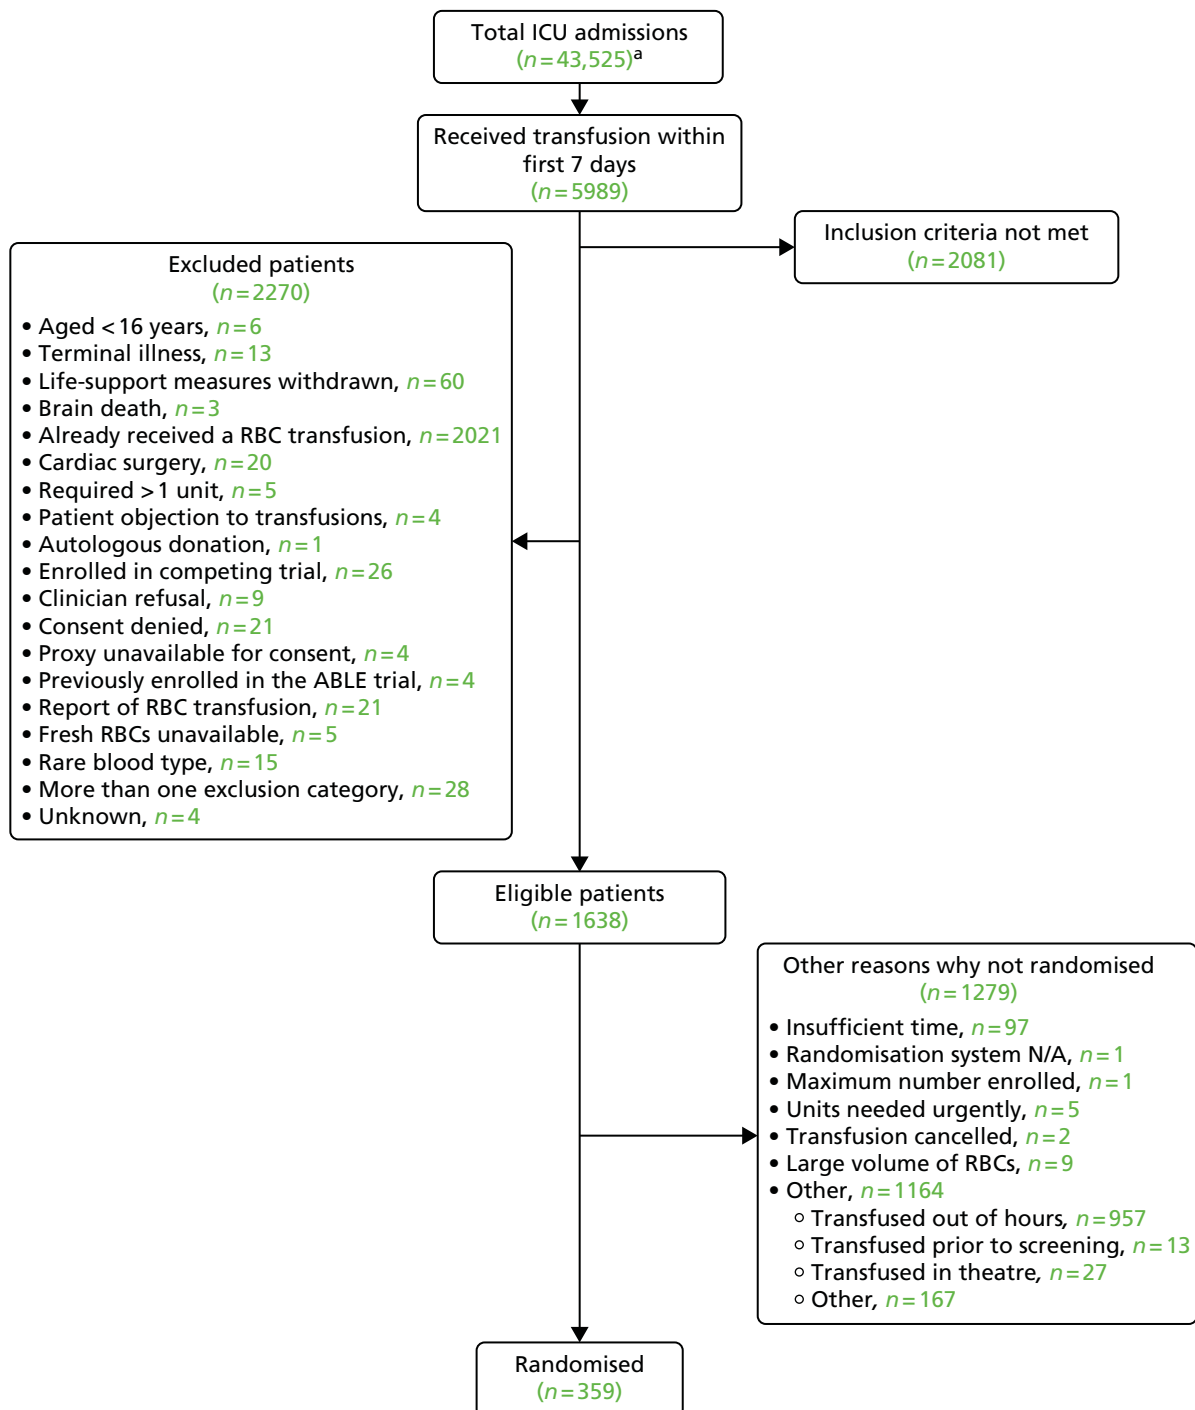 Total ICU admissions
(n=43,525)a
Received transfusion within
first 7 days
(n=5989)
Inclusion criteria not met
(n=2081)
Excluded patients
(n=2270)
• Aged <16 years, n=6
• Terminal illness, n=13
• Life-support measures withdrawn, n=60
• Brain death, n=3
• Already received a RBC transfusion, n=2021
• Cardiac surgery, n=20
• Required >1 unit, n=5
• Patient objection to transfusions, n=4
• Autologous donation, n=1
• Enrolled in competing trial, n=26
• Clinician refusal, n=9
• Consent denied, n=21
• Proxy unavailable for consent, n=4
• Previously enrolled in the ABLE trial, n=4
• Report of RBC transfusion, n=21
• Fresh RBCs unavailable, n=5
• Rare blood type, n=15
• More than one exclusion category, n=28
• Unknown, n=4
Eligible patients
(n=1638)
Other reasons why not randomised
(n=1279)
• Insufficient time, n=97
• Randomisation system N/A, n=1
• Maximum number enrolled, n=1
• Units needed urgently, n=5
• Transfusion cancelled, n=2
• Large volume of RBCs, n=9
• Other, n=1164
○ Transfused out of hours, n=957
○ Transfused prior to screening, n=13
○ Transfused in theatre, n=27
○ Other, n=167
Randomised
(n=359)